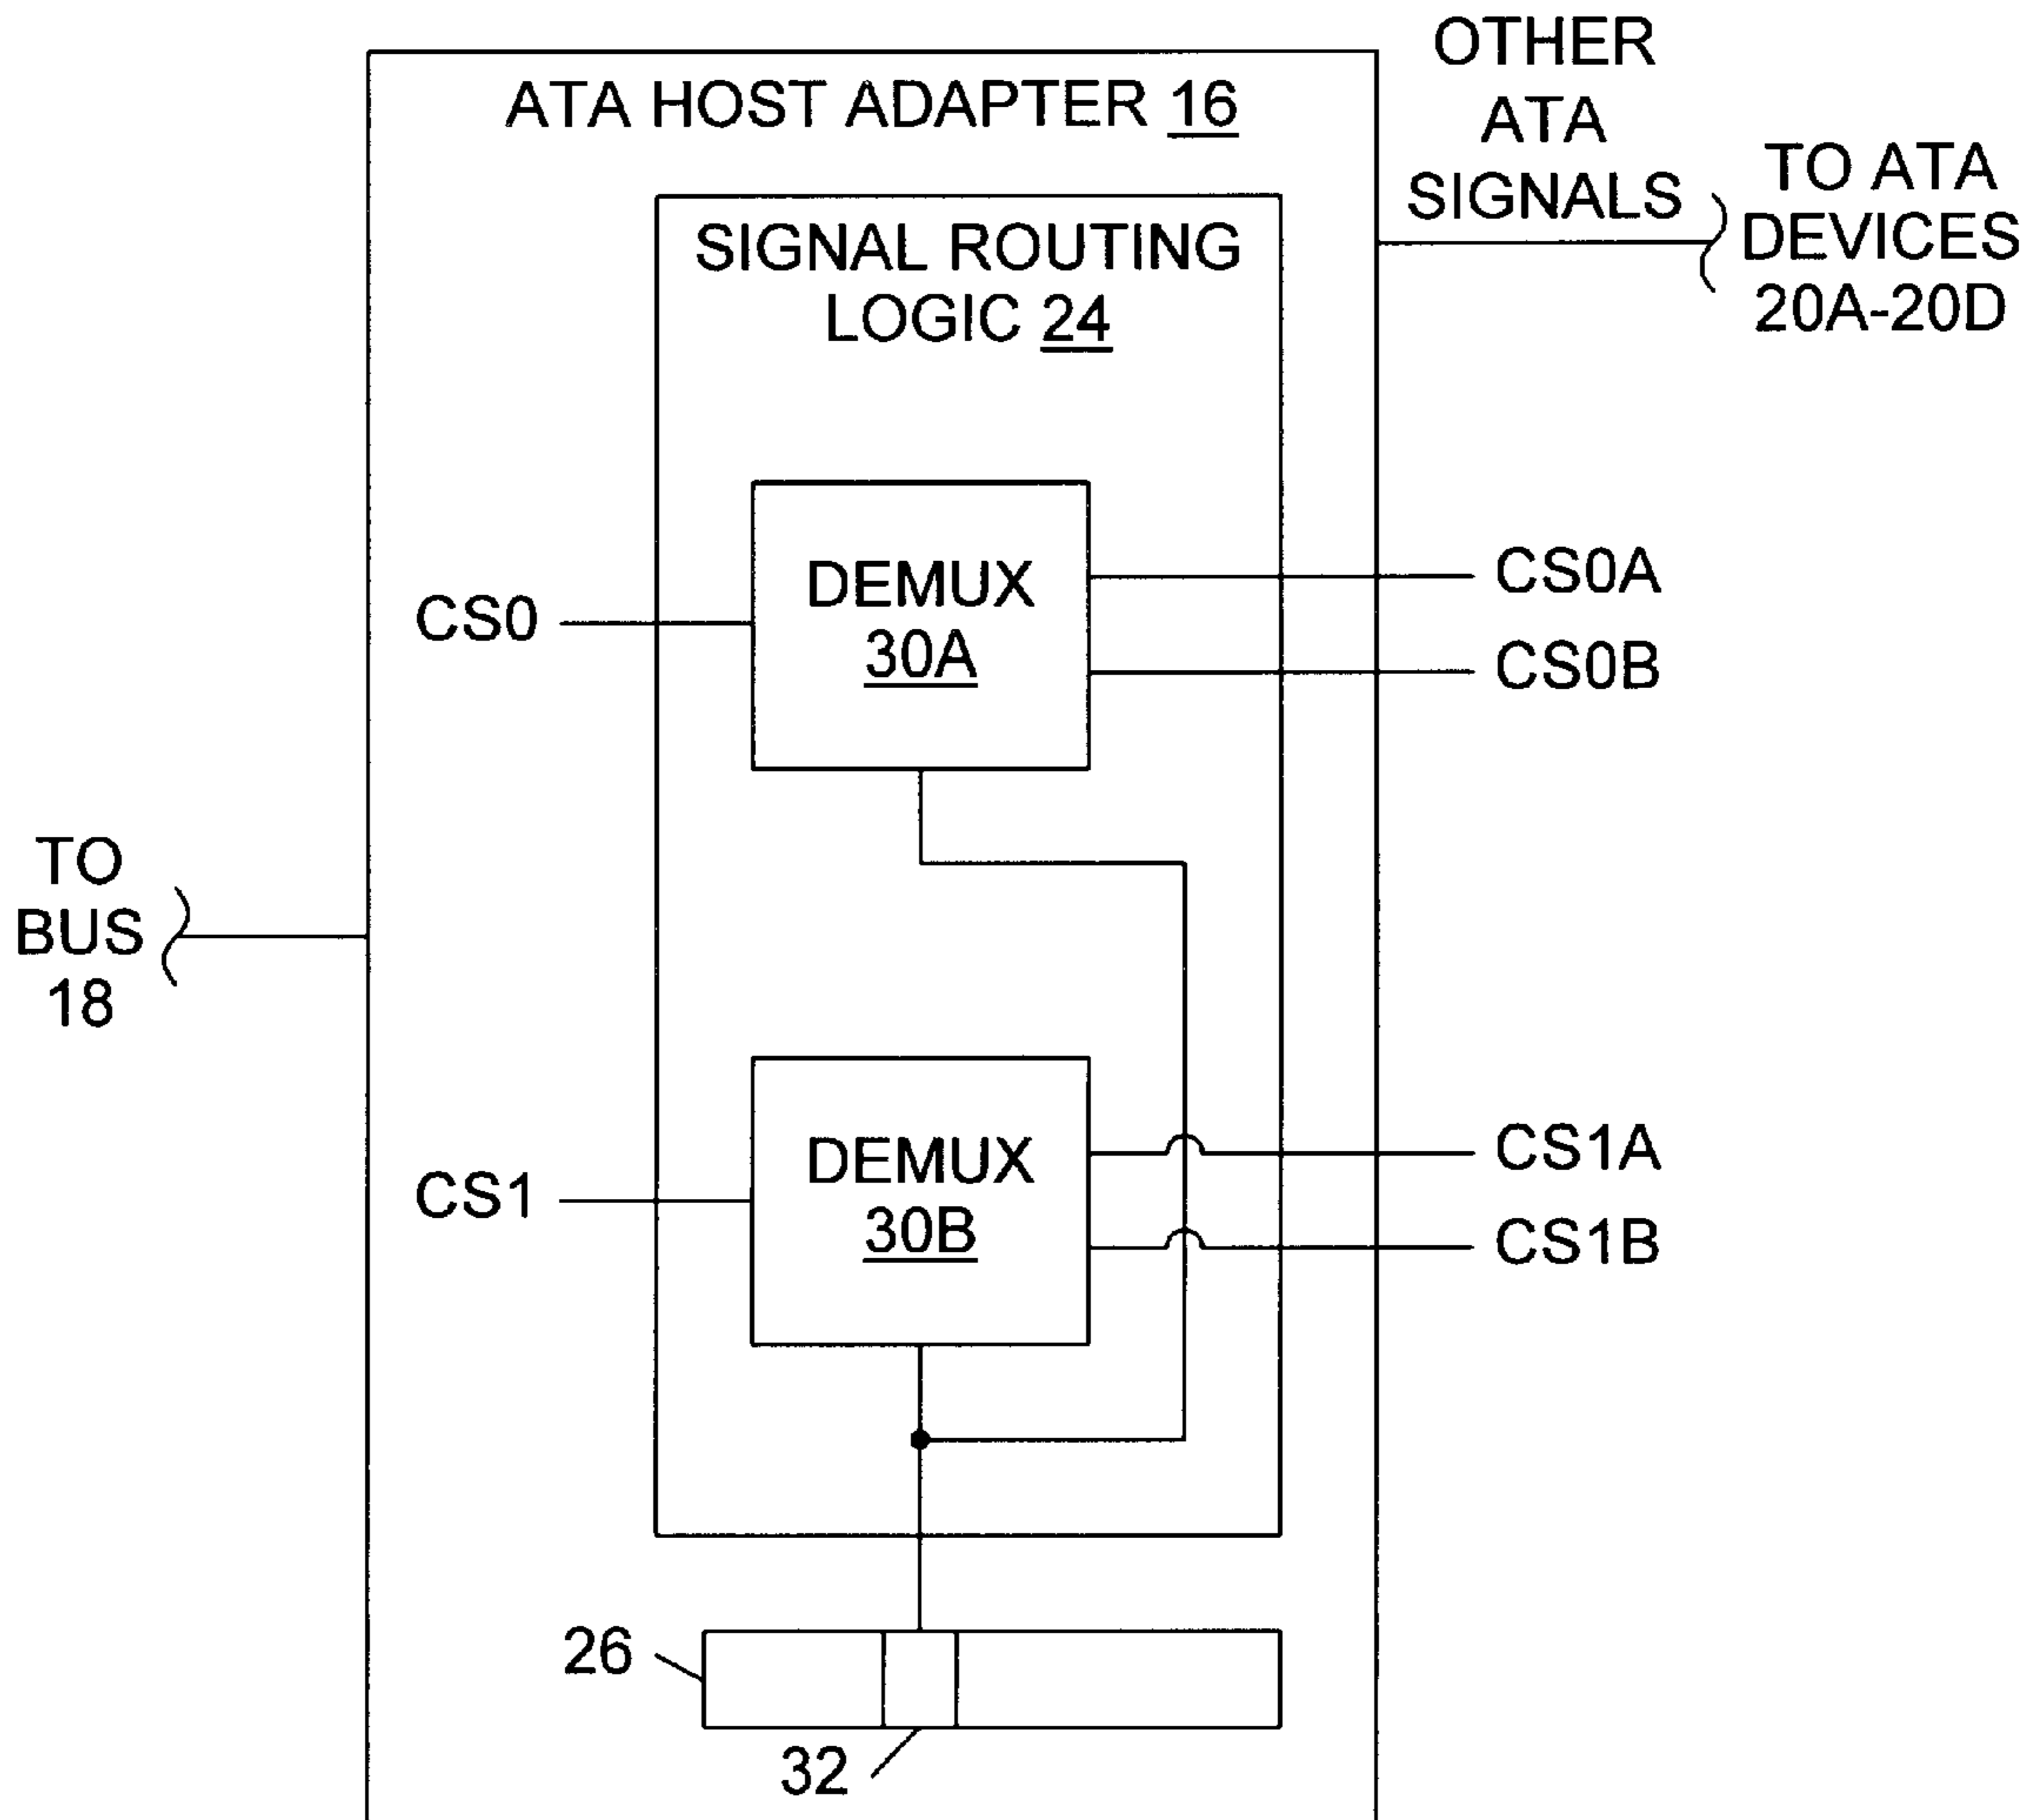 OTHER
ATA
SIGNALS
TO ATA
DEVICES
20A-20D
ATA HOST ADAPTER 16
SIGNAL ROUTING
LOGIC 24
DEMUX
30A
CS0
CS0A
CS0B
TO
BUS
18
DEMUX
30B
CS1
CS1A
CS1B
26
32